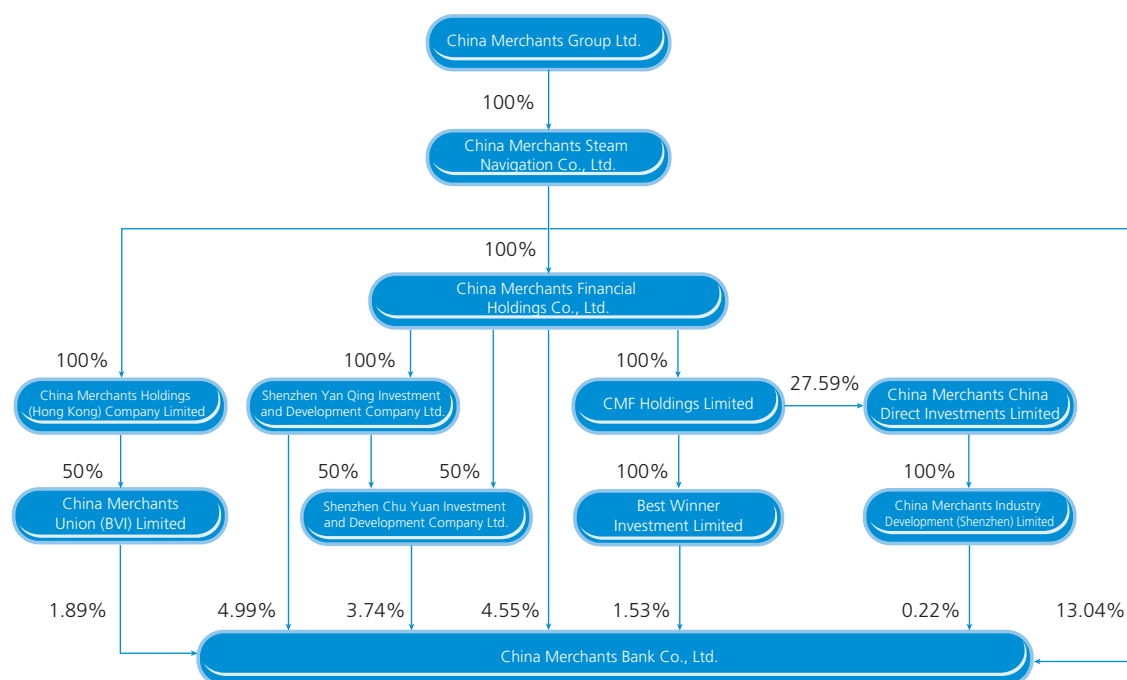 China Merchants Group Ltd.
100%
China Merchants Steam
Navigation Co., Ltd.
100%
China Merchants Financial
Holdings Co., Ltd.
100%
100%
100%
China Merchants Holdings
(Hong Kong) Company Limited
Shenzhen Yan Qing Investment
and Development Company Ltd.
CMF Holdings Limited
27.59%
China Merchants China
Direct Investments Limited
50%
50%
50%
100%
100%
China Merchants
Union (BVI) Limited
Shenzhen Chu Yuan Investment
and Development Company Ltd.
Best Winner
Investment Limited
China Merchants Industry
Development (Shenzhen) Limited
1.89%
4.99%
3.74%
4.55%
1.53%
0.22%
13.04%
China Merchants Bank Co., Ltd.